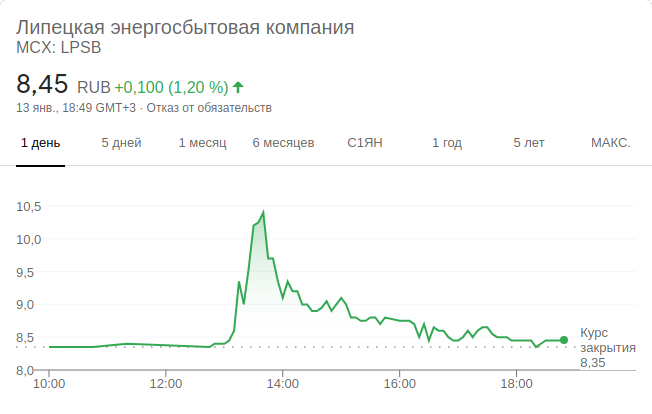 Липецкая энергосбытовая компания
MCX: LPSB
8,45 RUB +0,100 (1,20 %)
13 янв., 18:49 GMT+3 · Отказ от обязательств
1 день 5 дней 1 месяц 6 месяцев С1ЯН 1 год 5 лет МАКС.
10,5
10,0
9,5
9,0
8,5
8,0
Курс
закрытия
8,35
10:00 12:00 14:00 16:00 18:00